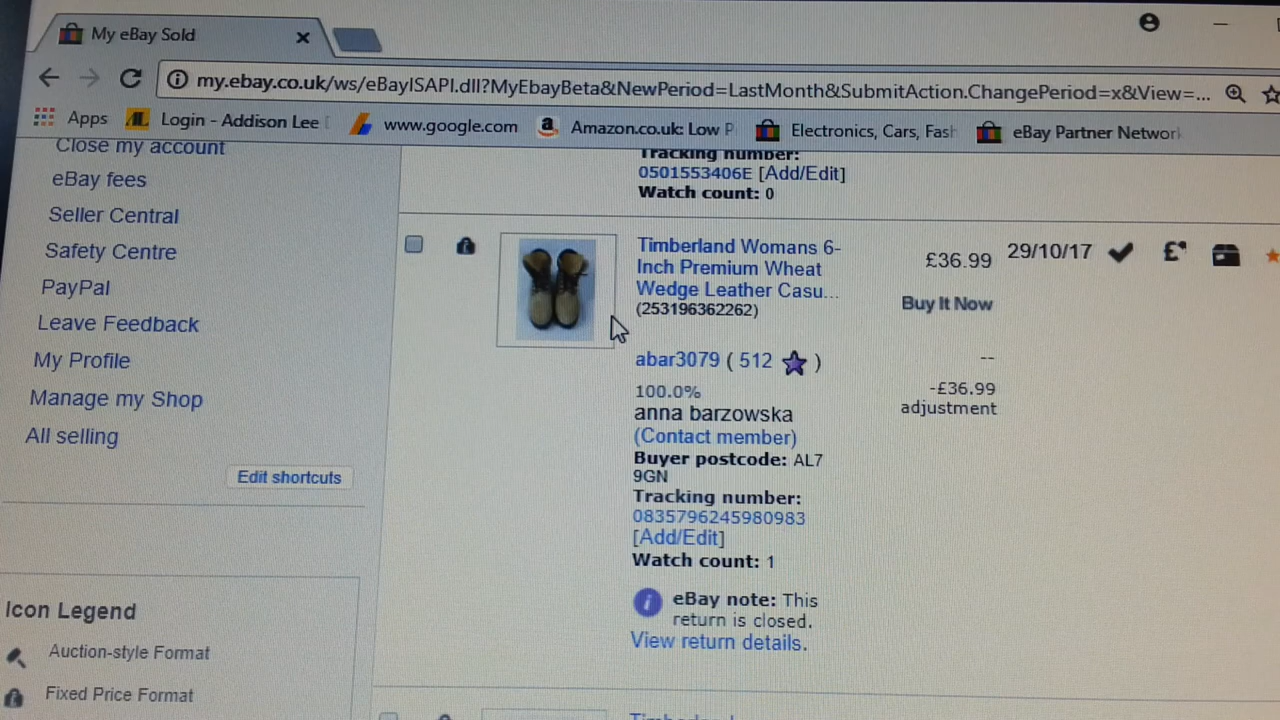 My eBay Sold
my.ebay.co.uk/ws/eBayISAPI.dll?MyEbayBeta&NewPeriod=LastMonth&SubmitAction.ChangePeriod=x&View=...
Apps
Login - Addison Lee
www.google.com
Amazon.co.uk: Low P
Electronics, Cars, Fash
eBay Partner Network
Close my account
eBay fees
Seller Central
Safety Centre
PayPal
Leave Feedback
My Profile
Manage my Shop
All selling
Edit shortcuts
Icon Legend
Auction-style Format
Fixed Price Format
Tracking number:
0501553406E [Add/Edit]
Watch count: 0
Timberland Womans 6-
Inch Premium Wheat
Wedge Leather Casu...
(253196362262)
£36.99
29/10/17
Buy It Now
abar3079 ( 512 )
100.0%
anna barzowska
(Contact member)
Buyer postcode: AL7
9GN
Tracking number:
0835796245980983
[Add/Edit]
Watch count: 1
--
-£36.99
adjustment
eBay note: This
return is closed.
View return details.